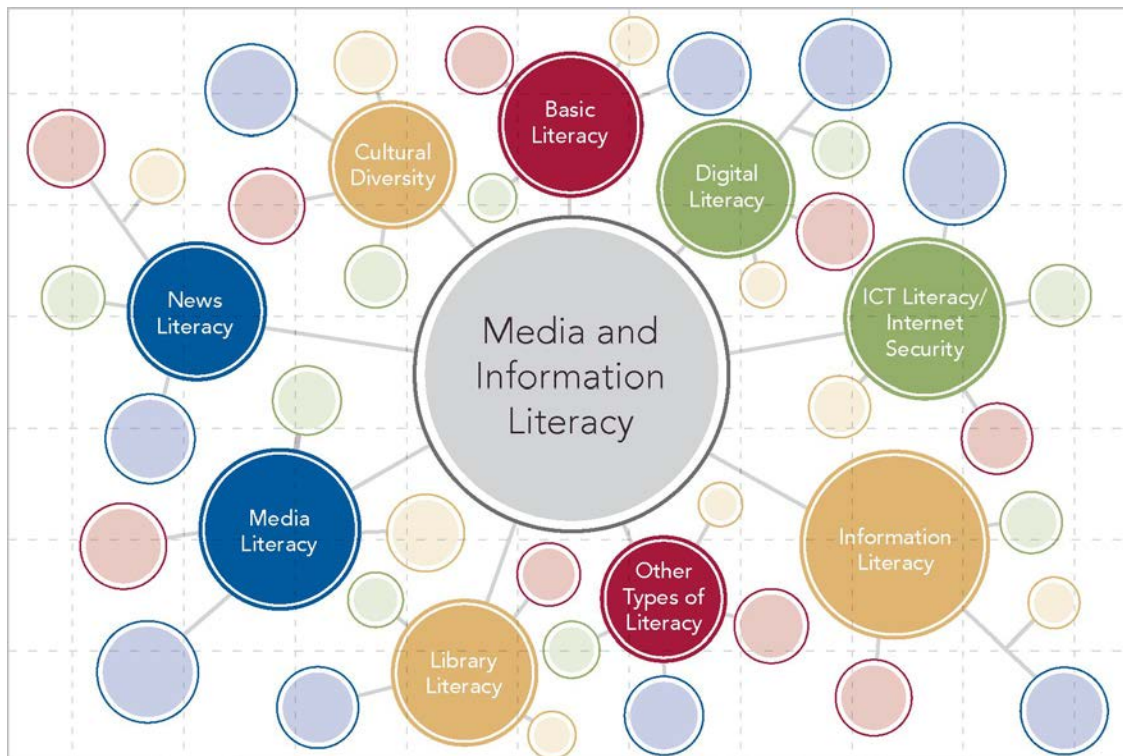 Basic
Literacy
Cultural
Diversity
Digital
Literacy
News
Literacy
ICT Literacy/
Internet
Security
Media and
Information
Literacy
Media
Literacy
Information
Literacy
Other
Types of
Literacy
Library
Literacy